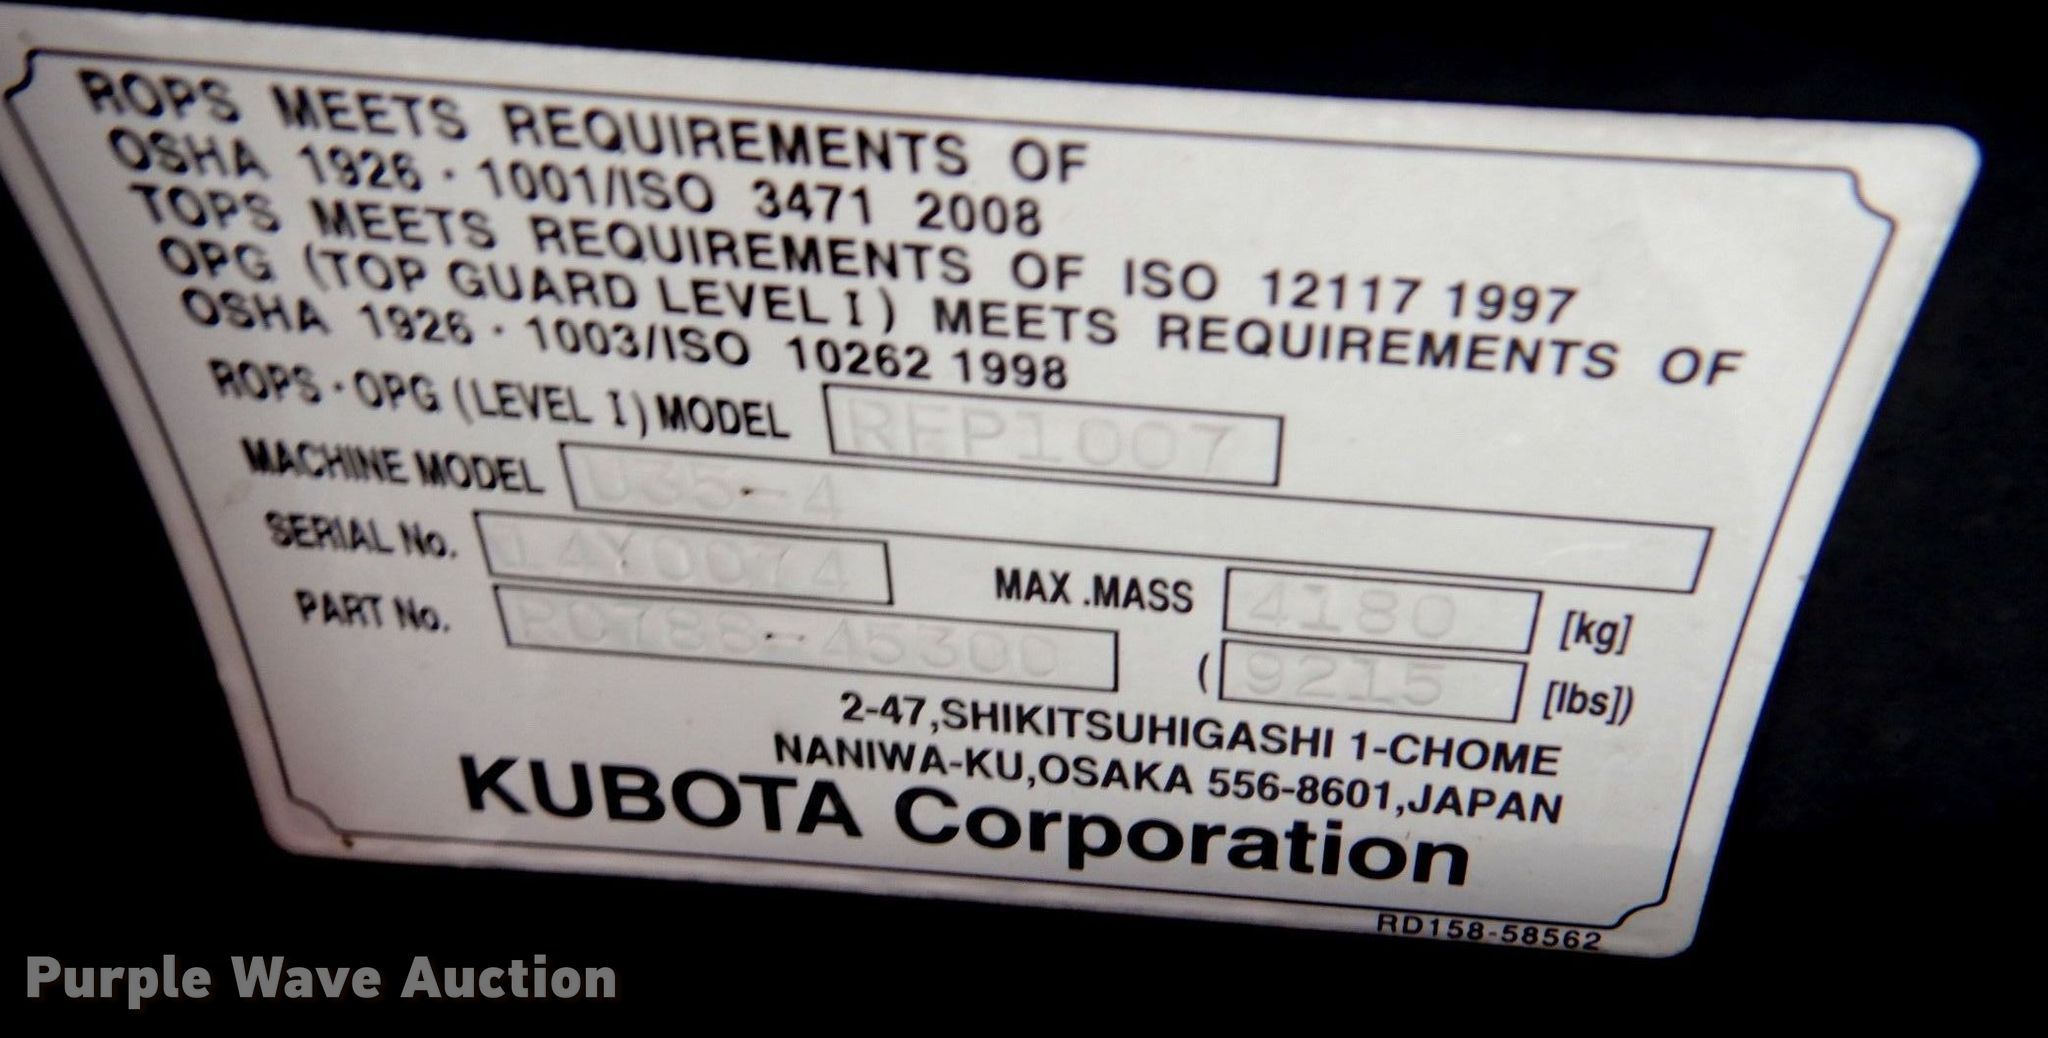 ROPS MEETS REQUIREMENTS OF
OSHA 1926・1001/ISO 3471 2008
TOPS MEETS REQUIREMENTS OF ISO 12117 1997
OPG (TOP GUARD LEVEL I) MEETS REQUIREMENTS OF
OSHA 1926・1003/ISO 10262 1998
ROPS・OPG (LEVEL I) MODEL REP1007
MACHINE MODEL U35-4
SERIAL No. 14Y0074
MAX .MASS 4180 [kg]
PART No.
(9215 [lbs])
2-47,SHIKITSUHIGASHI 1-CHOME
NANIWA-KU,OSAKA 556-8601,JAPAN
KUBOTA Corporation
RD158-58562
Purple Wave Auction